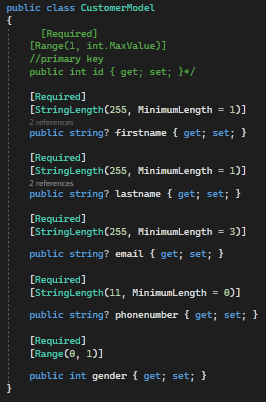 public class CustomerModel
{
[Required]
[Range(1, int.MaxValue)]
//primary key
public int id { get; set; }*/
[Required]
[StringLength(255, MinimumLength = 1)]
2 references
public string? firstname { get; set; }
[Required]
[StringLength(255, MinimumLength = 1)]
2 references
public string? lastname { get; set; }
[Required]
[StringLength(255, MinimumLength = 3)]
public string? email { get; set; }
[Required]
[StringLength(11, MinimumLength = 0)]
public string? phonenumber { get; set; }
[Required]
[Range(0, 1)]
public int gender { get; set; }
}